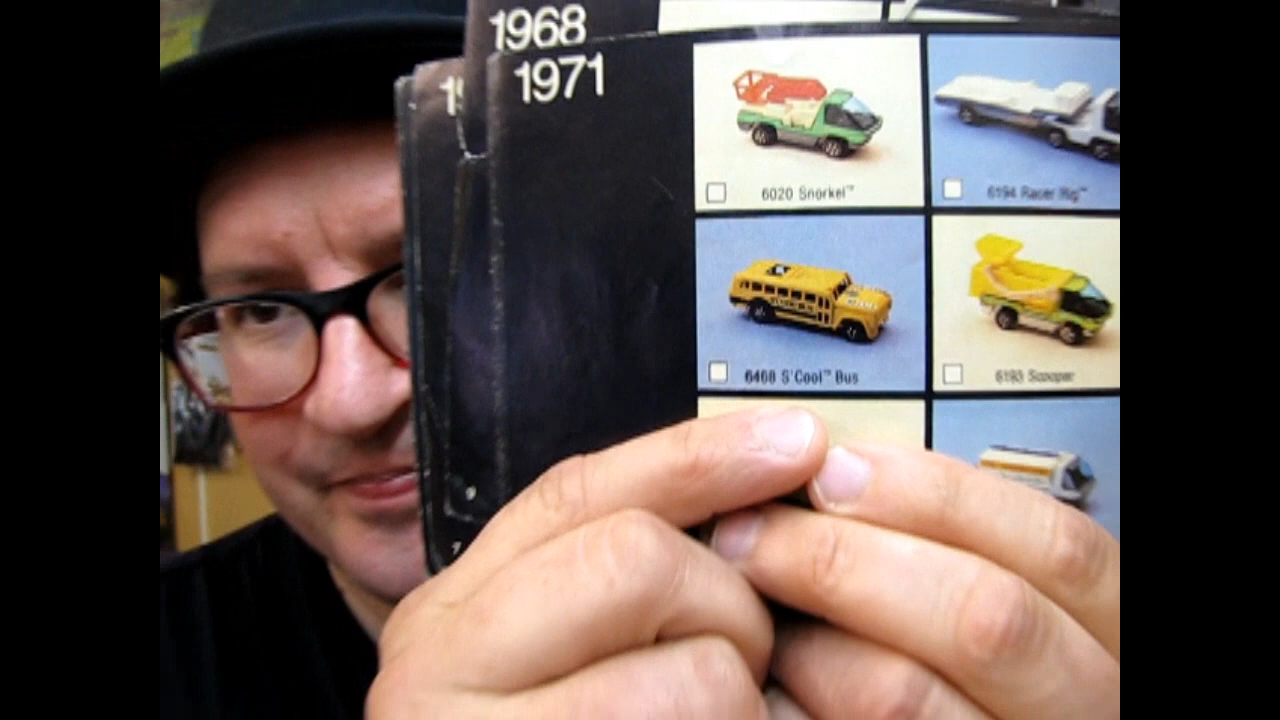 1968
1971
6020 Snorkel™
6194 Racer Rig™
6468 S'Cool™ Bus
6193 Scooper